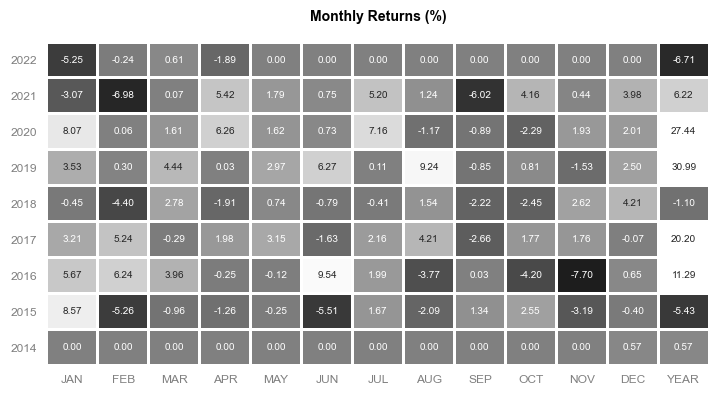 Monthly Returns (%)
2022 -5.25 -0.24 0.61 -1.89 0.00 0.00 0.00 0.00 0.00 0.00 0.00 0.00 -6.71
2021 -3.07 -6.98 0.07 5.42 1.79 0.75 5.20 1.24 -6.02 4.16 0.44 3.98 6.22
2020 8.07 0.06 1.61 6.26 1.62 0.73 7.16 -1.17 -0.89 -2.29 1.93 2.01 27.44
2019 3.53 0.30 4.44 0.03 2.97 6.27 0.11 9.24 -0.85 0.81 -1.53 2.50 30.99
2018 -0.45 -4.40 2.78 -1.91 0.74 -0.79 -0.41 1.54 -2.22 -2.45 2.62 4.21 -1.10
2017 3.21 5.24 -0.29 1.98 3.15 -1.63 2.16 4.21 -2.66 1.77 1.76 -0.07 20.20
2016 5.67 6.24 3.96 -0.25 -0.12 9.54 1.99 -3.77 0.03 -4.20 -7.70 0.65 11.29
2015 8.57 -5.26 -0.96 -1.26 -0.25 -5.51 1.67 -2.09 1.34 2.55 -3.19 -0.40 -5.43
2014 0.00 0.00 0.00 0.00 0.00 0.00 0.00 0.00 0.00 0.00 0.00 0.57 0.57
JAN FEB MAR APR MAY JUN JUL AUG SEP OCT NOV DEC YEAR